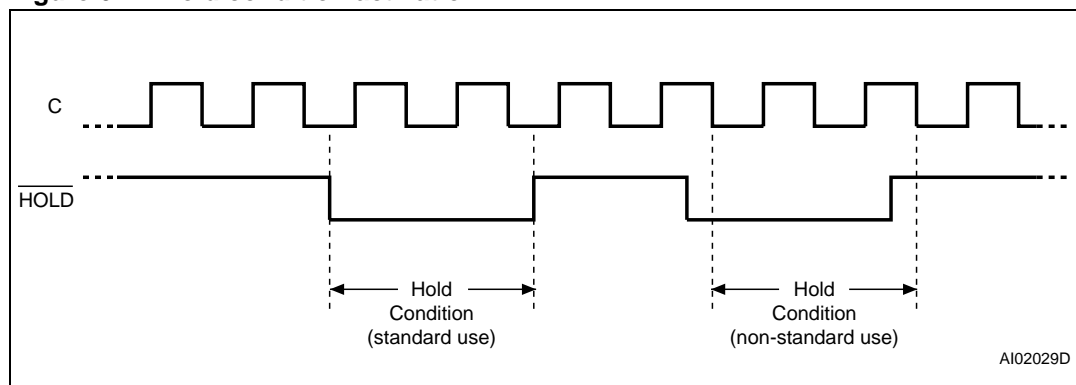 C
HOLD
Hold
Condition
(standard use)
Hold
Condition
(non-standard use)
AI02029D